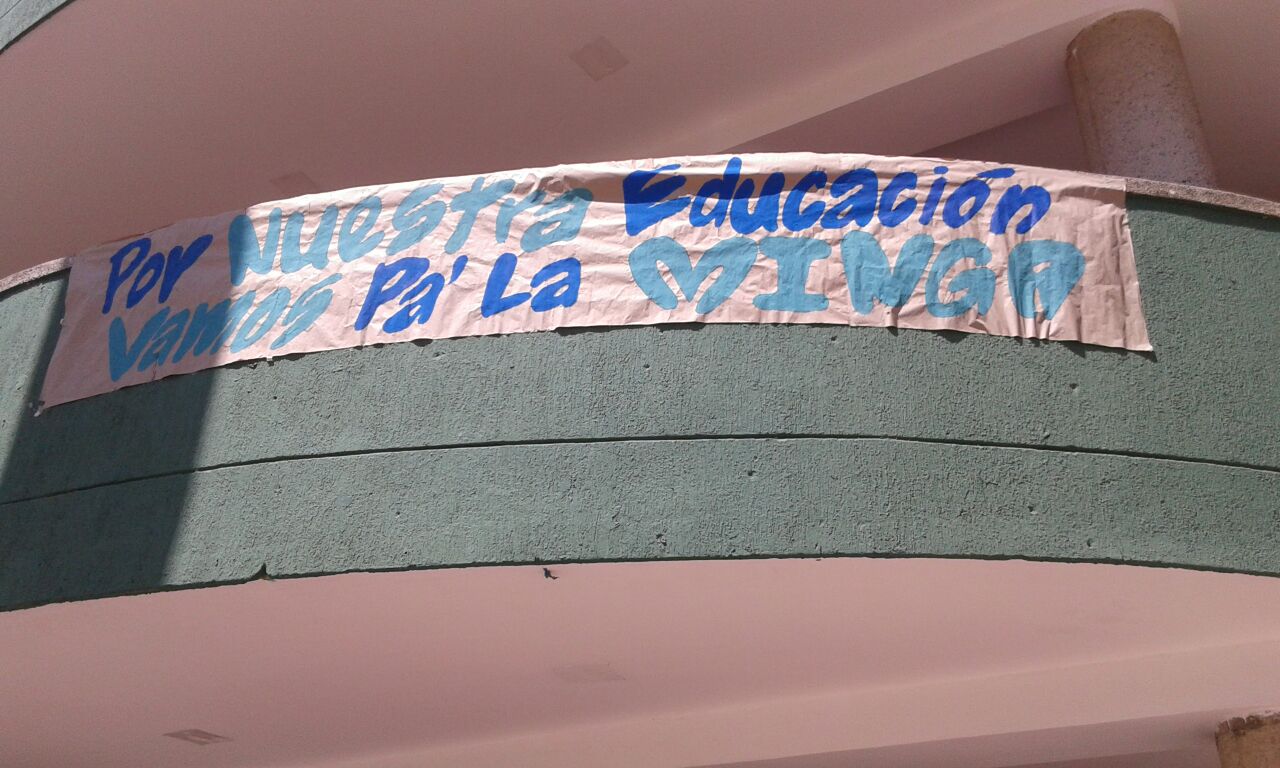 Por Nuestra Educación
Vamos Pa' La MINGA